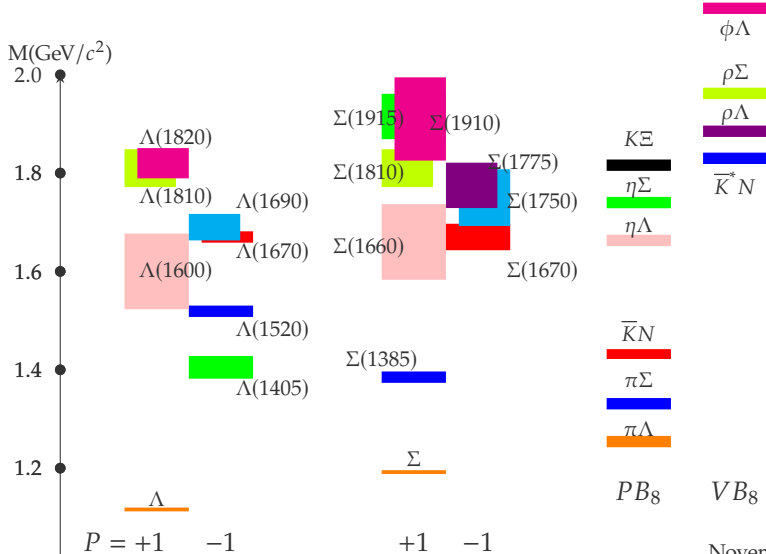 ϕΛ
M(GeV/c²)
2.0
ρΣ
Σ(1915)
Σ(1910)
ρΛ
Λ(1820)
KΞ
Σ(1775)
1.8
Σ(1810)
K̅*N
Λ(1810)
Λ(1690)
Σ(1750)
ηΣ
ηΛ
Λ(1670)
Σ(1660)
Λ(1600)
Σ(1670)
1.6
Λ(1520)
K̅N
Σ(1385)
1.4
πΣ
Λ(1405)
πΛ
1.2
Σ
Λ
PB₈
VB₈
P = +1 −1 +1 −1